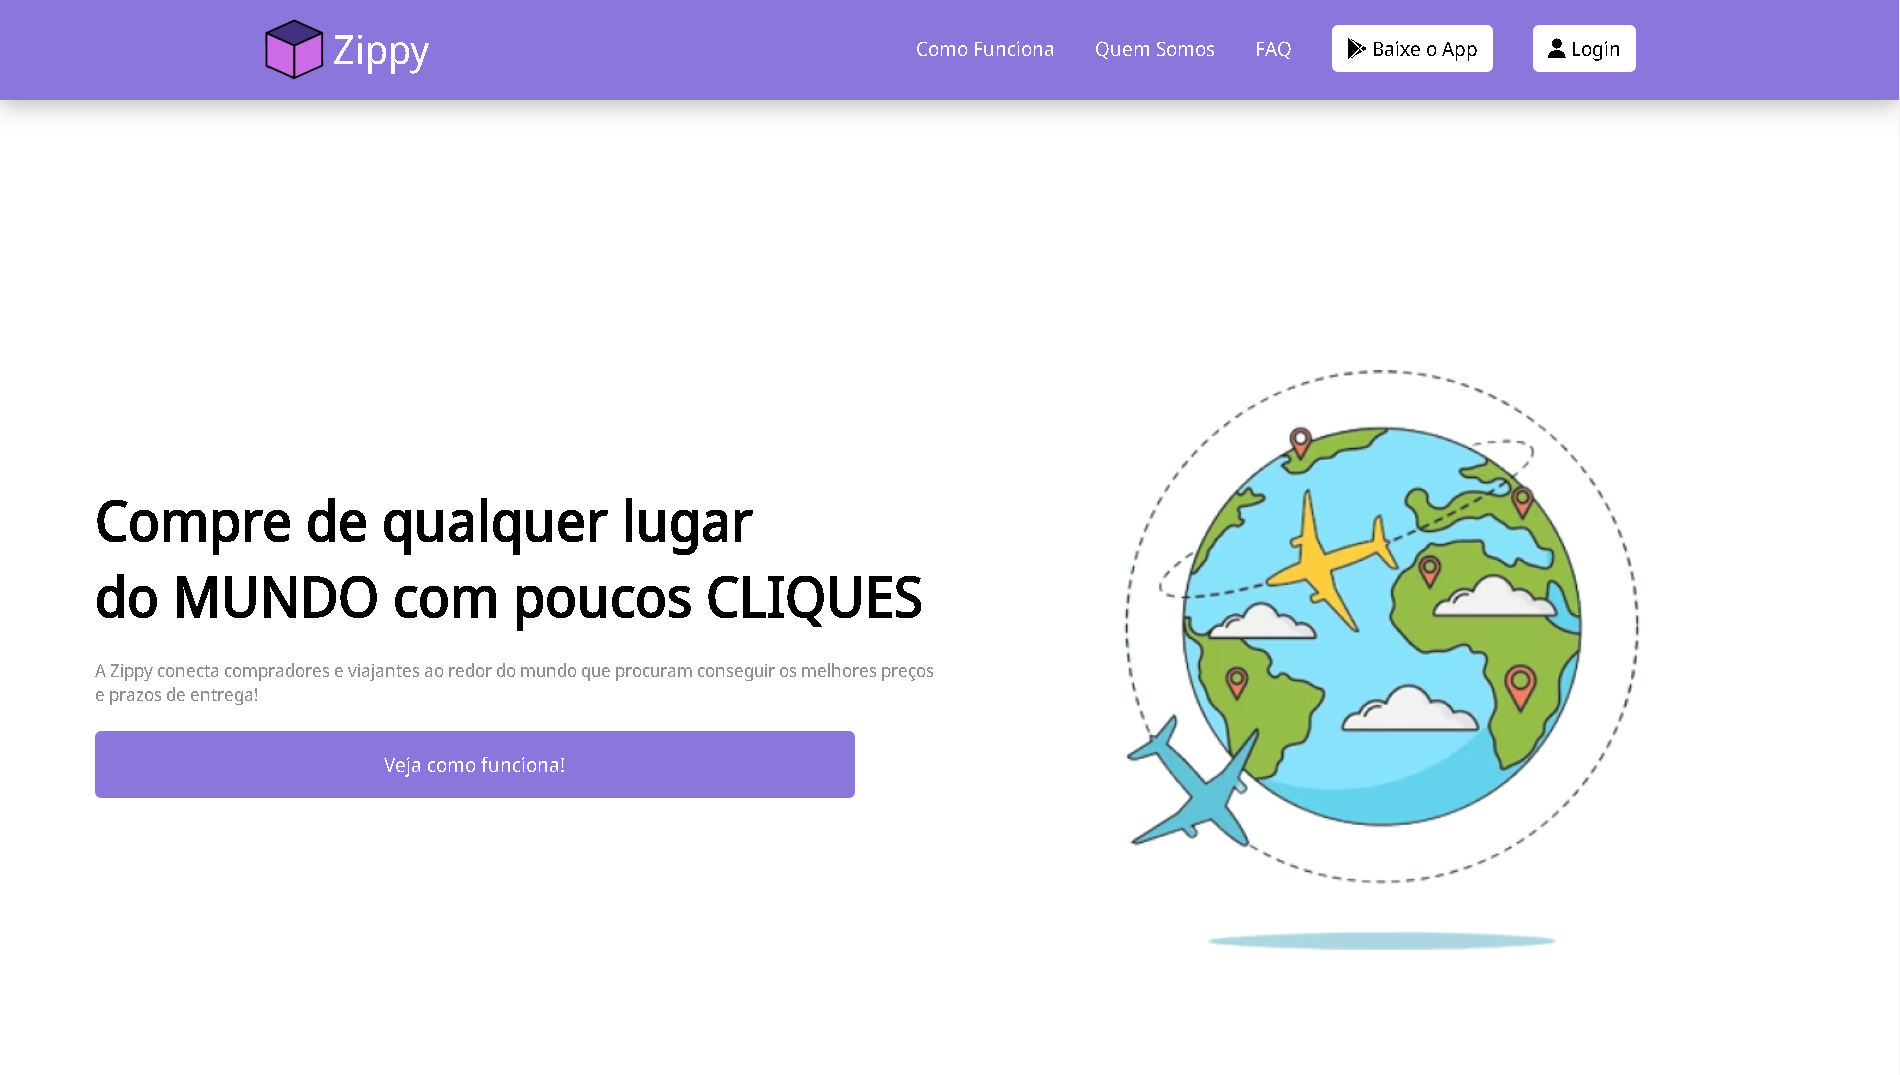 Zippy
Como Funciona
Quem Somos
FAQ
Baixe o App
Login
Compre de qualquer lugar
do MUNDO com poucos CLIQUES
A Zippy conecta compradores e viajantes ao redor do mundo que procuram conseguir os melhores preços
e prazos de entrega!
Veja como funciona!